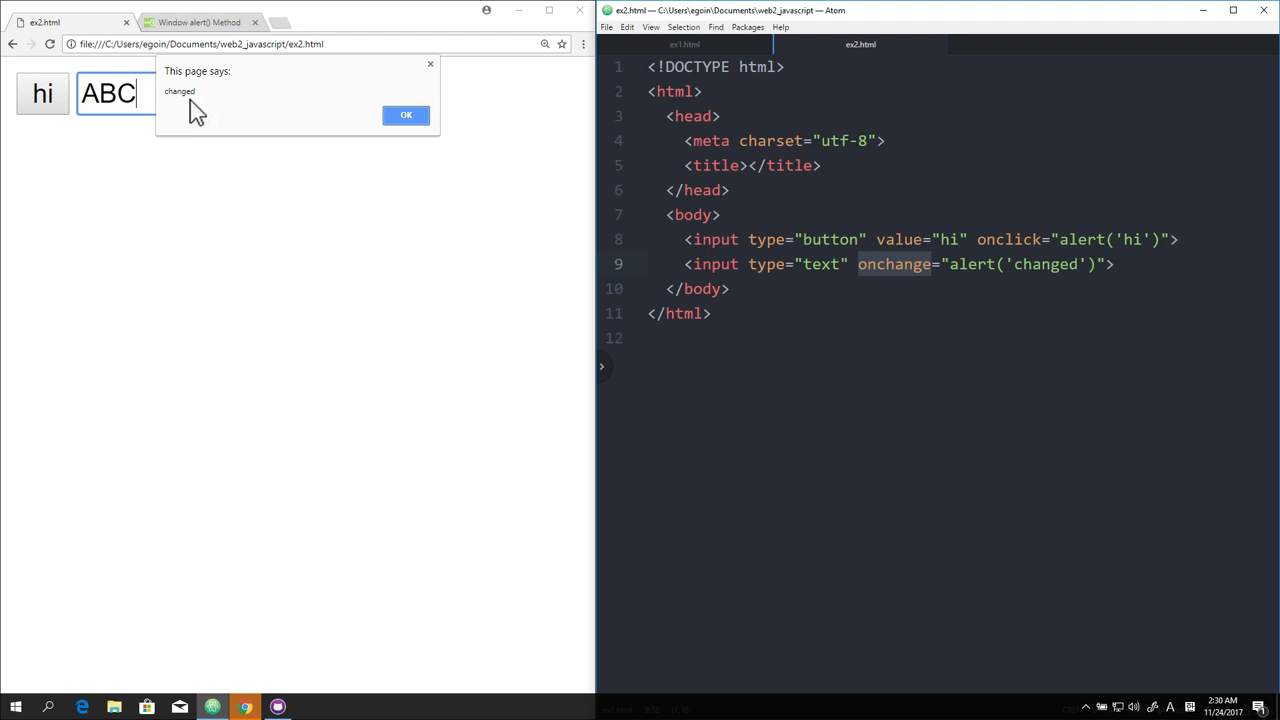 ex2.html
Window alert() Method
file:///C:/Users/egoin/Documents/web2_javascript/ex2.html
hi
ABC
This page says:
changed
OK
ex2.html — C:\Users\egoin\Documents\web2_javascript — Atom
File Edit View Selection Find Packages Help
ex1.html
ex2.html
1 <!DOCTYPE html>
2 <html>
3 <head>
4 <meta charset="utf-8">
5 <title></title>
6 </head>
7 <body>
8 <input type="button" value="hi" onclick="alert('hi')">
9 <input type="text" onchange="alert('changed')">
10 </body>
11 </html>
12
2:30 AM
11/24/2017